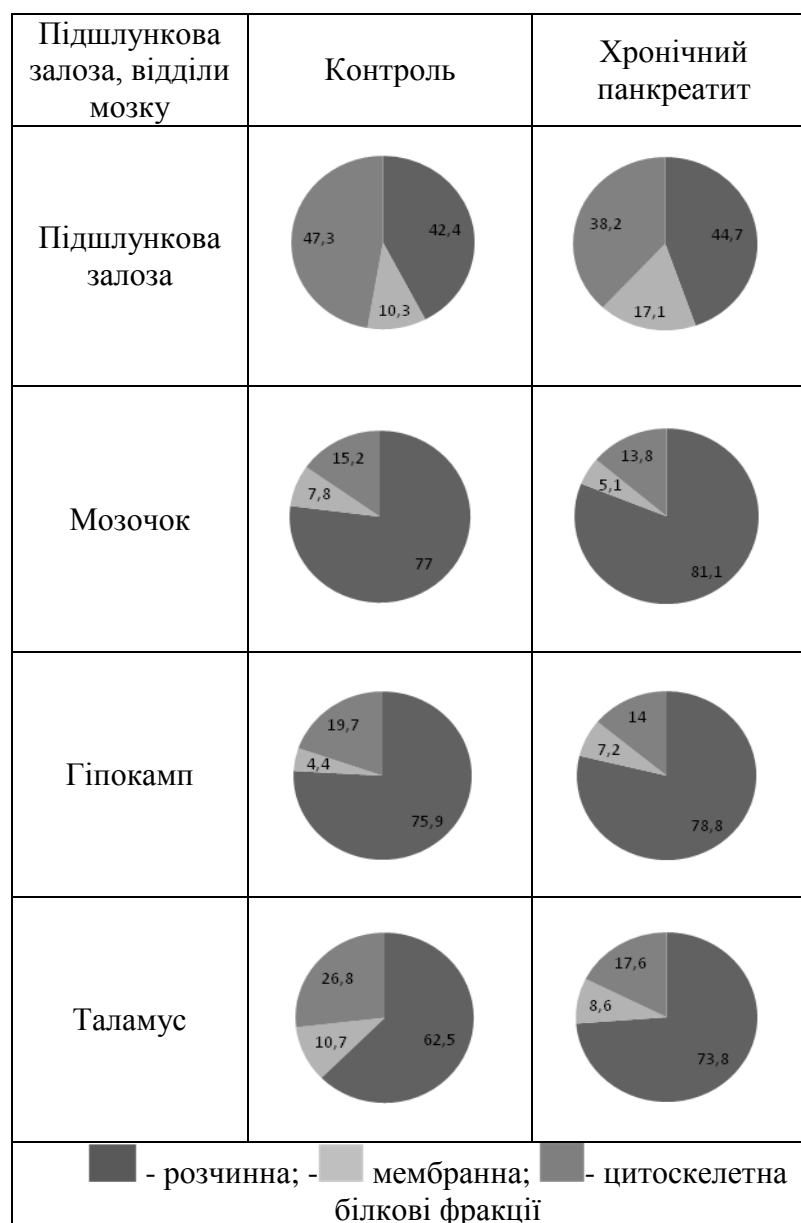 Підшлункова
залоза, відділи
мозку
Контроль
Хронічний
панкреатит
Підшлункова
залоза
47,3
42,4
10,3
38,2
44,7
17,1
Мозочок
15,2
7,8
77
13,8
5,1
81,1
Гіпокамп
19,7
4,4
75,9
14
7,2
78,8
Таламус
26,8
10,7
62,5
17,6
8,6
73,8
- розчинна; - мембранна; - цитоскелетна
білкові фракції